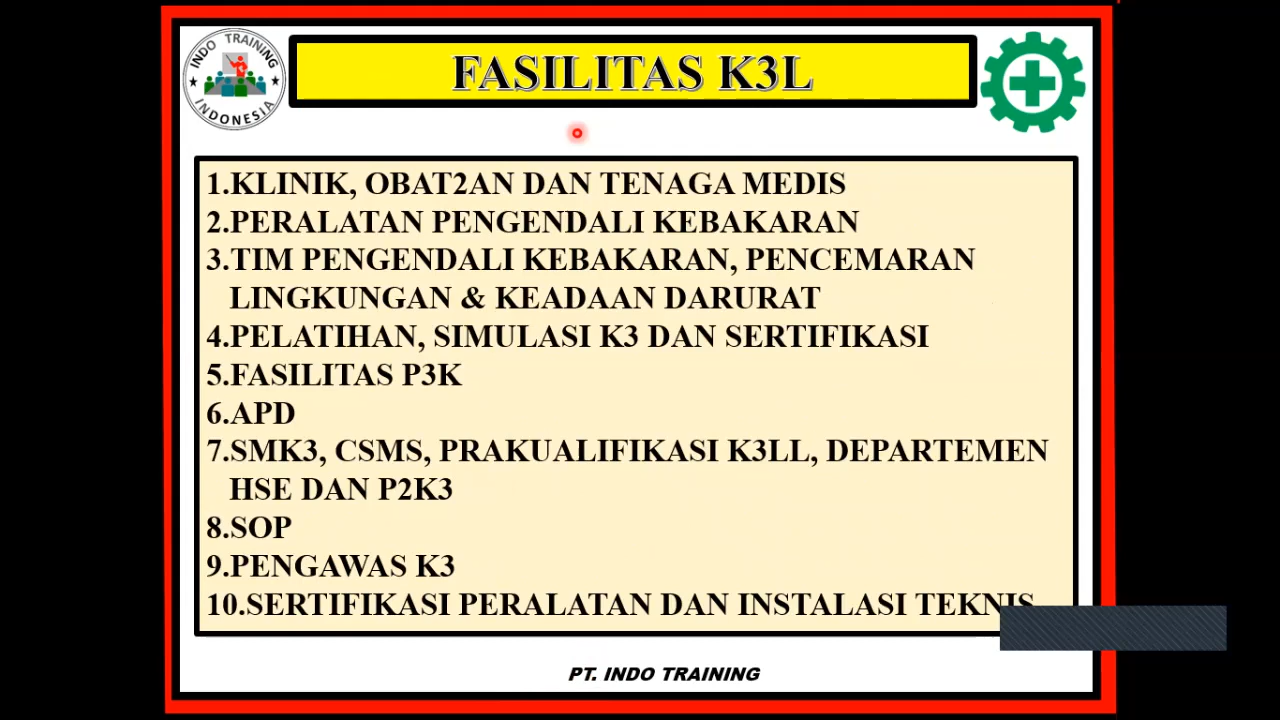 INDO TRAINING
INDONESIA
FASILITAS K3L
1.KLINIK, OBAT2AN DAN TENAGA MEDIS
2.PERALATAN PENGENDALI KEBAKARAN
3.TIM PENGENDALI KEBAKARAN, PENCEMARAN
LINGKUNGAN & KEADAAN DARURAT
4.PELATIHAN, SIMULASI K3 DAN SERTIFIKASI
5.FASILITAS P3K
6.APD
7.SMK3, CSMS, PRAKUALIFIKASI K3LL, DEPARTEMEN
HSE DAN P2K3
8.SOP
9.PENGAWAS K3
10.SERTIFIKASI PERALATAN DAN INSTALASI TEKNIS
PT. INDO TRAINING